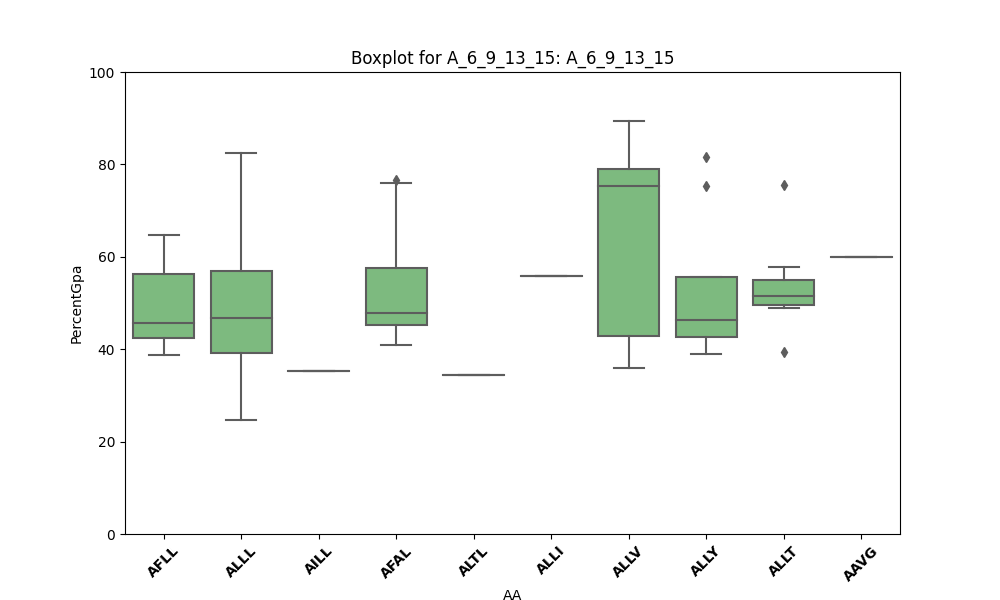 Boxplot for A_6_9_13_15: A_6_9_13_15
100
80
60
40
20
0
PercentGpa
AFLL
ALLL
AILL
AFAL
ALTL
ALLI
ALLV
ALLY
ALLT
AAVG
AA